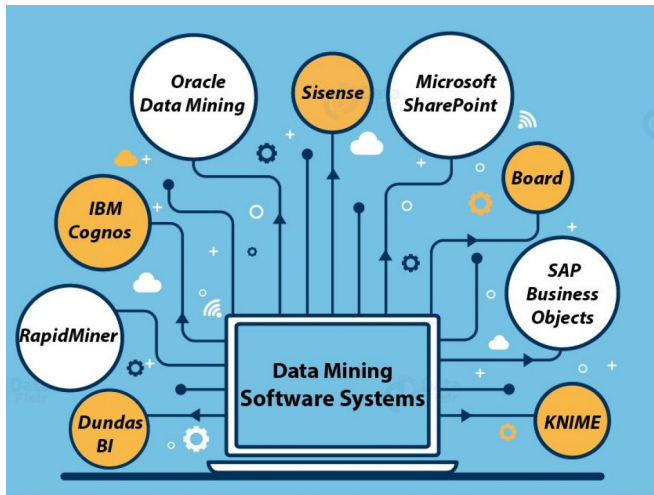 Oracle
Data Mining
Sisense
Microsoft
SharePoint
Board
IBM
Cognos
SAP
Business
Objects
RapidMiner
Data Mining
Software Systems
Dundas
BI
KNIME